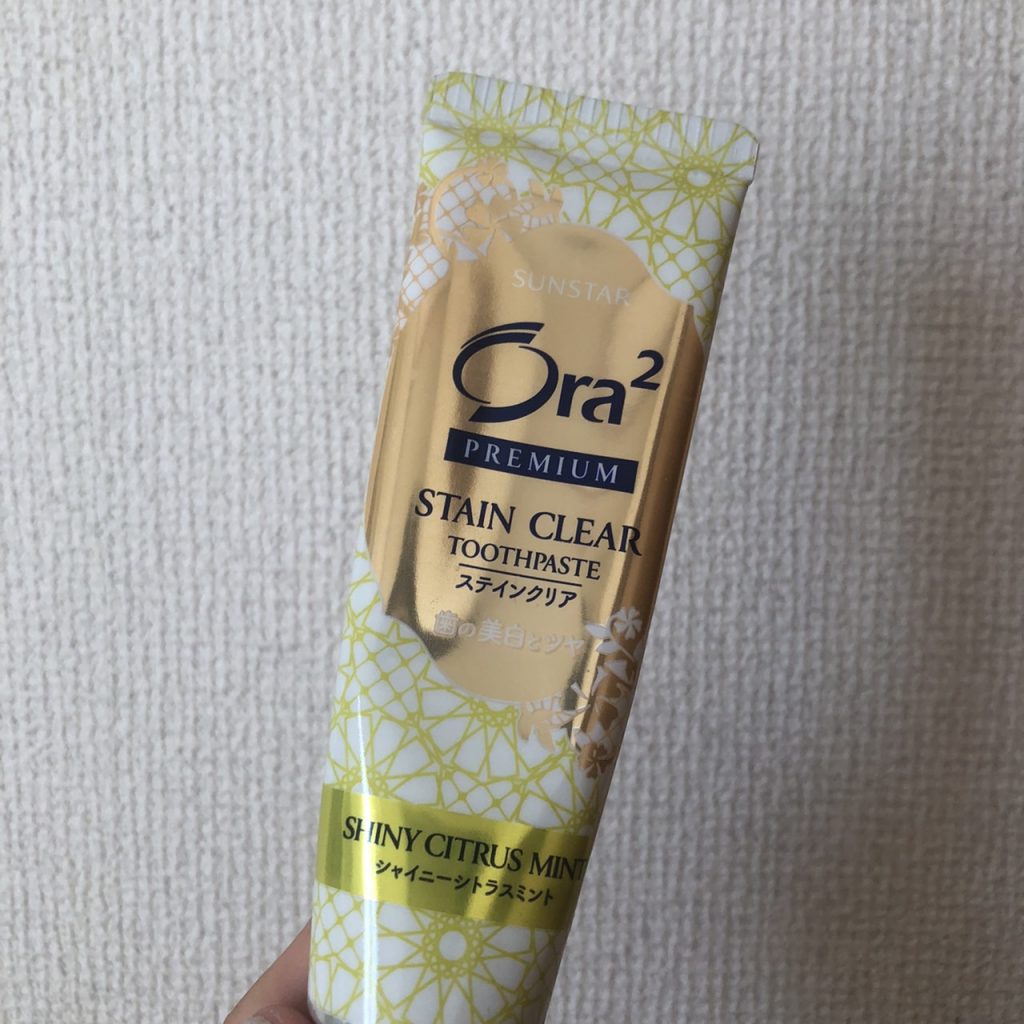 SUNSTAR
Ora²
PREMIUM
STAIN CLEAR
TOOTHPASTE
ステインクリア
歯の美白とツヤ
SHINY CITRUS MINT
シャイニーシトラスミント